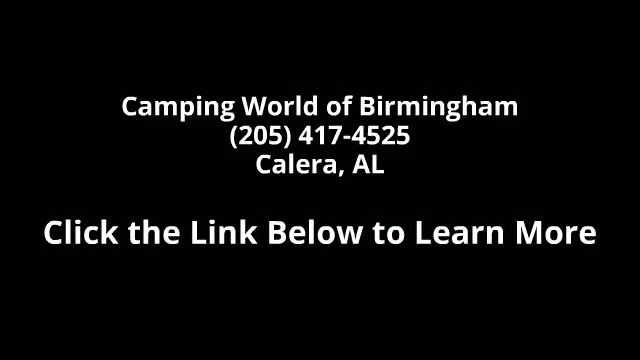 Camping World of Birmingham
(205) 417-4525
Calera, AL
Click the Link Below to Learn More